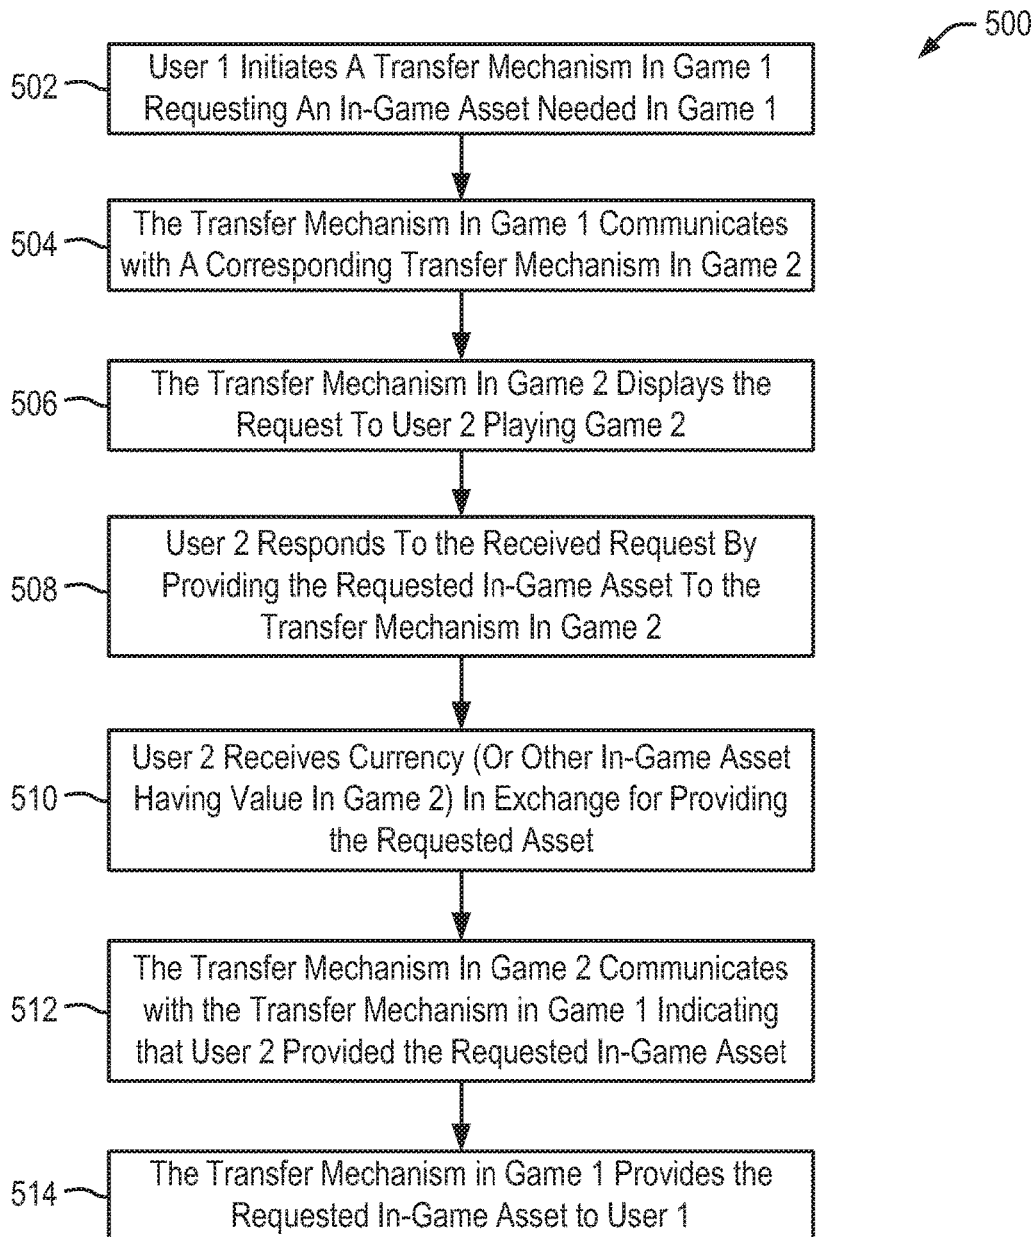 500
502
User 1 Initiates A Transfer Mechanism In Game 1
Requesting An In-Game Asset Needed In Game 1
504
The Transfer Mechanism In Game 1 Communicates
with A Corresponding Transfer Mechanism In Game 2
506
The Transfer Mechanism In Game 2 Displays the
Request To User 2 Playing Game 2
508
User 2 Responds To the Received Request By
Providing the Requested In-Game Asset To the
Transfer Mechanism In Game 2
510
User 2 Receives Currency (Or Other In-Game Asset
Having Value In Game 2) In Exchange for Providing
the Requested Asset
512
The Transfer Mechanism In Game 2 Communicates
with the Transfer Mechanism in Game 1 Indicating
that User 2 Provided the Requested In-Game Asset
514
The Transfer Mechanism in Game 1 Provides the
Requested In-Game Asset to User 1